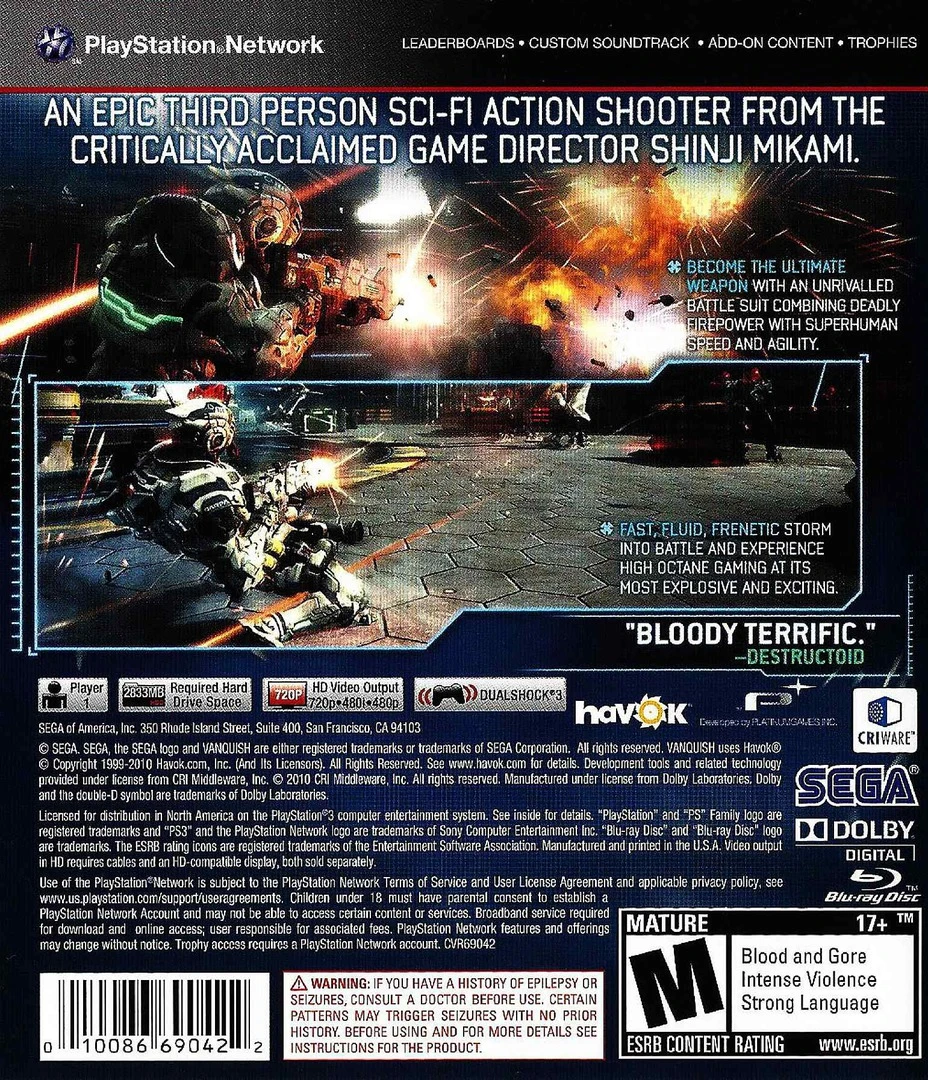 PlayStation®Network
LEADERBOARDS • CUSTOM SOUNDTRACK • ADD-ON CONTENT • TROPHIES
AN EPIC THIRD PERSON SCI-FI ACTION SHOOTER FROM THE
CRITICALLY ACCLAIMED GAME DIRECTOR SHINJI MIKAMI.
BECOME THE ULTIMATE
WEAPON WITH AN UNRIVALLED
BATTLE SUIT COMBINING DEADLY
FIREPOWER WITH SUPERHUMAN
SPEED AND AGILITY.
FAST, FLUID, FRENETIC STORM
INTO BATTLE AND EXPERIENCE
HIGH OCTANE GAMING AT ITS
MOST EXPLOSIVE AND EXCITING.
"BLOODY TERRIFIC."
–DESTRUCTOID
Player
1
2833MB
Required Hard
Drive Space
720P
HD Video Output
720p•480i•480p
DUALSHOCK®3
havok
Developed by PLATINUMGAMES INC.
CRIWARE™
SEGA of America, Inc. 350 Rhode Island Street, Suite 400, San Francisco, CA 94103
© SEGA. SEGA, the SEGA logo and VANQUISH are either registered trademarks or trademarks of SEGA Corporation. All rights reserved. VANQUISH uses Havok®
© Copyright 1999-2010 Havok.com, Inc. (And Its Licensors). All Rights Reserved. See www.havok.com for details. Development tools and related technology
provided under license from CRI Middleware, Inc. © 2010 CRI Middleware, Inc. All rights reserved. Manufactured under license from Dolby Laboratories. Dolby
and the double-D symbol are trademarks of Dolby Laboratories.
SEGA®
Licensed for distribution in North America on the PlayStation®3 computer entertainment system. See inside for details. "PlayStation" and "PS" Family logo are
registered trademarks and "PS3" and the PlayStation Network logo are trademarks of Sony Computer Entertainment Inc. "Blu-ray Disc" and "Blu-ray Disc" logo
are trademarks. The ESRB rating icons are registered trademarks of the Entertainment Software Association. Manufactured and printed in the U.S.A. Video output
in HD requires cables and an HD-compatible display, both sold separately.
DOLBY
DIGITAL
Use of the PlayStation®Network is subject to the PlayStation Network Terms of Service and User License Agreement and applicable privacy policy, see
www.us.playstation.com/support/useragreements. Children under 18 must have parental consent to establish a
PlayStation Network Account and may not be able to access certain content or services. Broadband service required
for download and online access; user responsible for associated fees. PlayStation Network features and offerings
may change without notice. Trophy access requires a PlayStation Network account. CVR69042
Blu-ray Disc™
MATURE 17+ ™
M
Blood and Gore
Intense Violence
Strong Language
ESRB CONTENT RATING www.esrb.org
0 10086 69042 2
WARNING: IF YOU HAVE A HISTORY OF EPILEPSY OR
SEIZURES, CONSULT A DOCTOR BEFORE USE. CERTAIN
PATTERNS MAY TRIGGER SEIZURES WITH NO PRIOR
HISTORY. BEFORE USING AND FOR MORE DETAILS SEE
INSTRUCTIONS FOR THE PRODUCT.